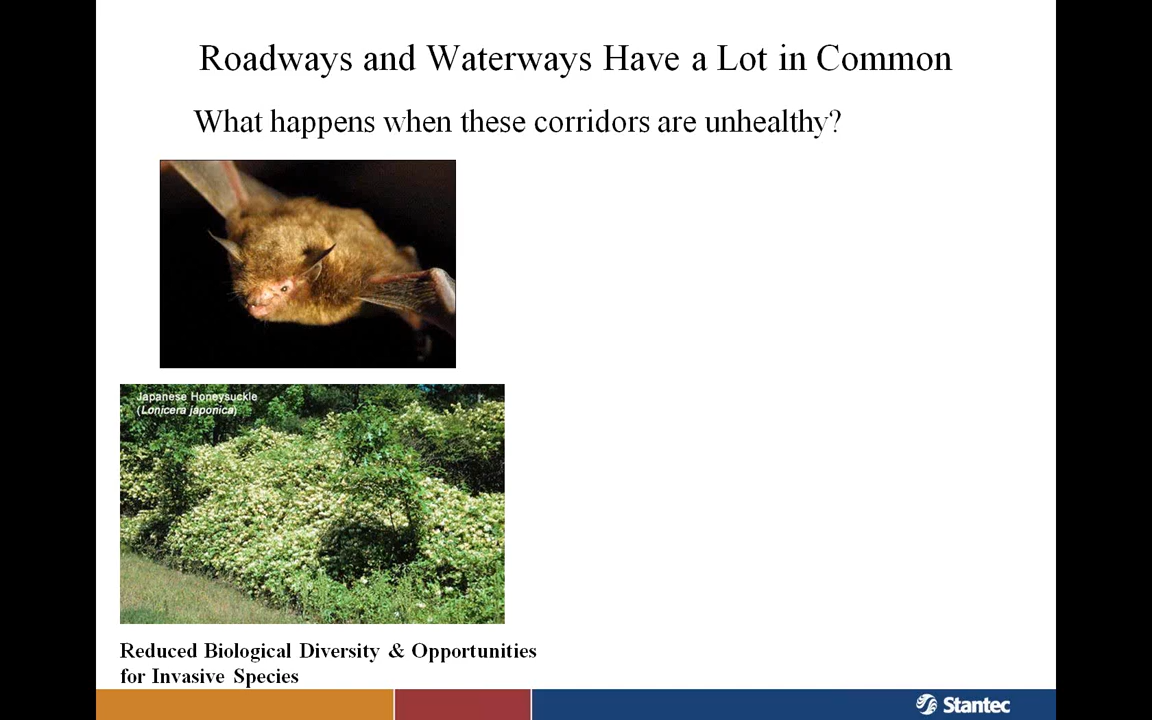 Roadways and Waterways Have a Lot in Common
What happens when these corridors are unhealthy?
Japanese Honeysuckle
(Lonicera japonica)
Reduced Biological Diversity & Opportunities
for Invasive Species
Stantec